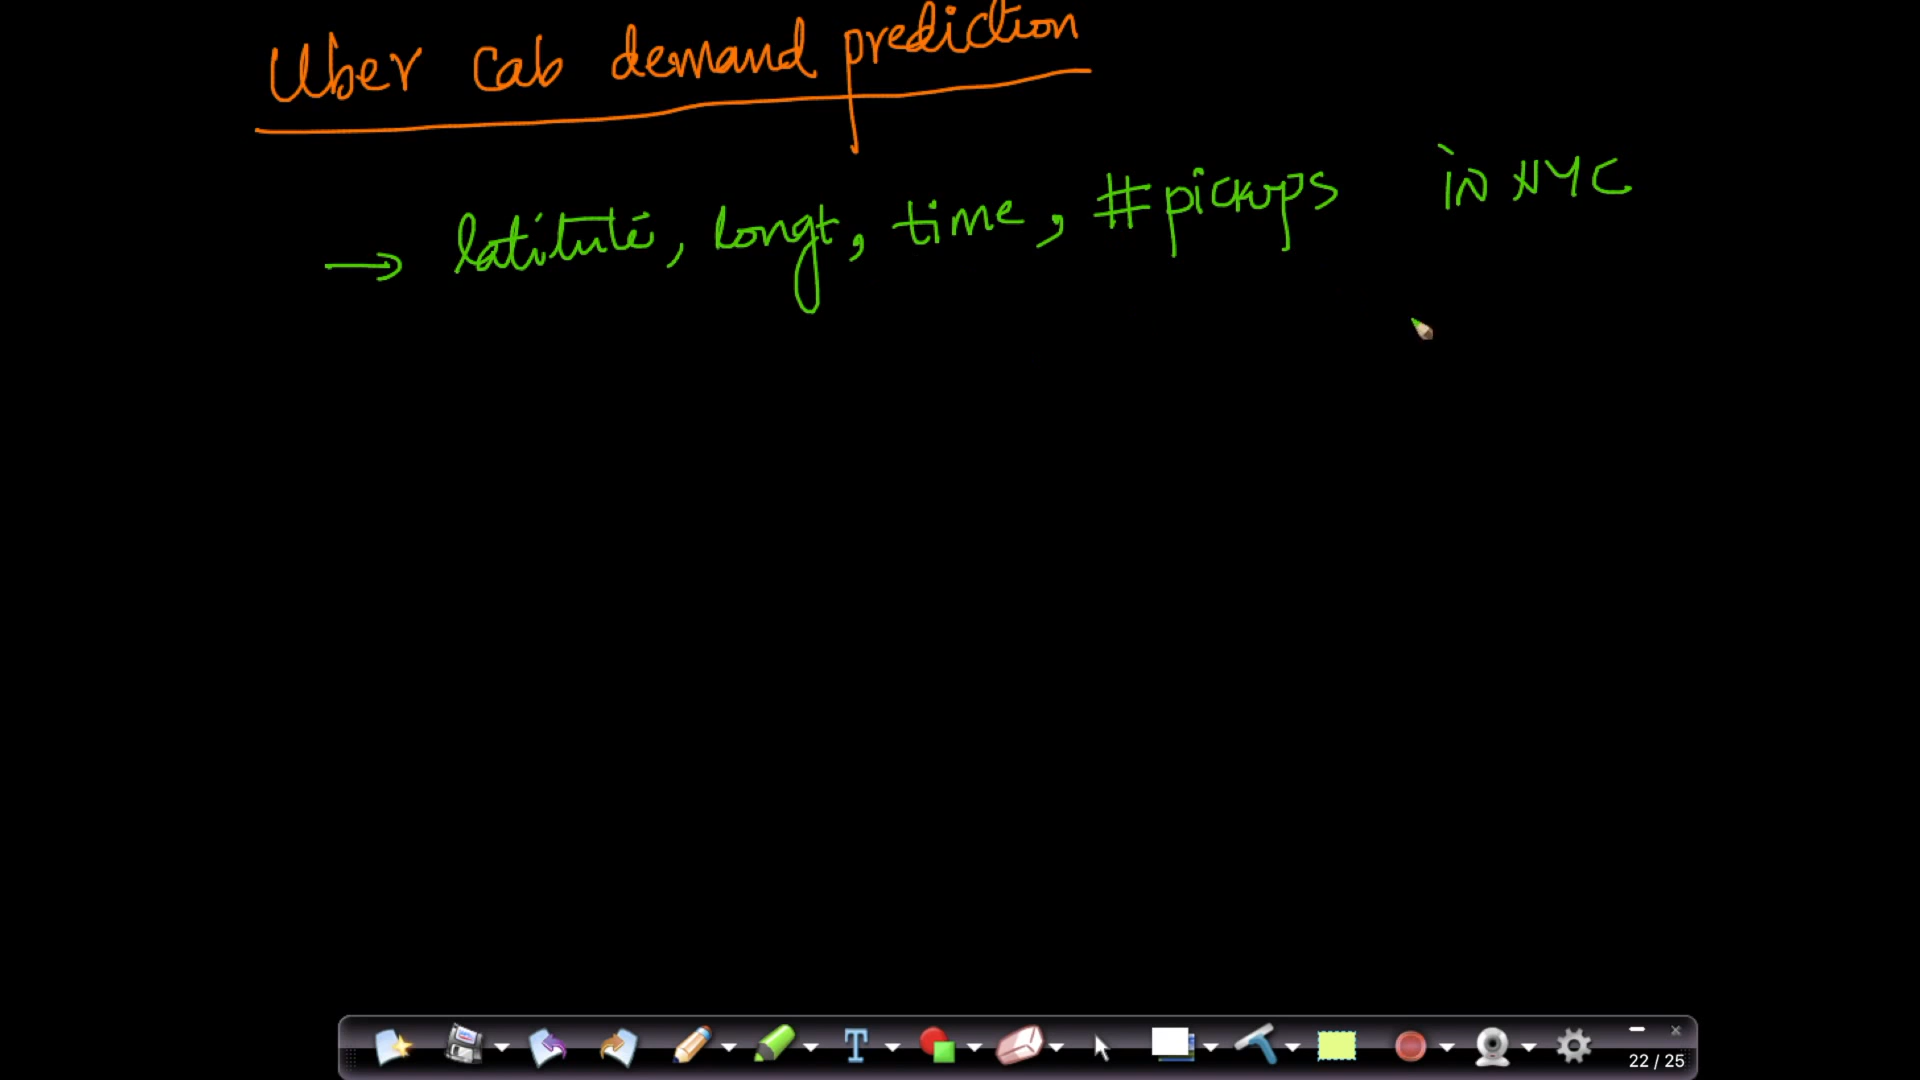 Uber cab demand prediction
→ latitute, longt, time, #pickups in NYC
T
22 / 25